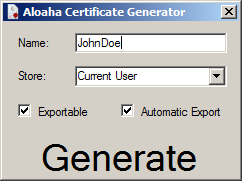 Aloaha Certificate Generator
Name: JohnDoe
Store: Current User
Exportable Automatic Export
Generate